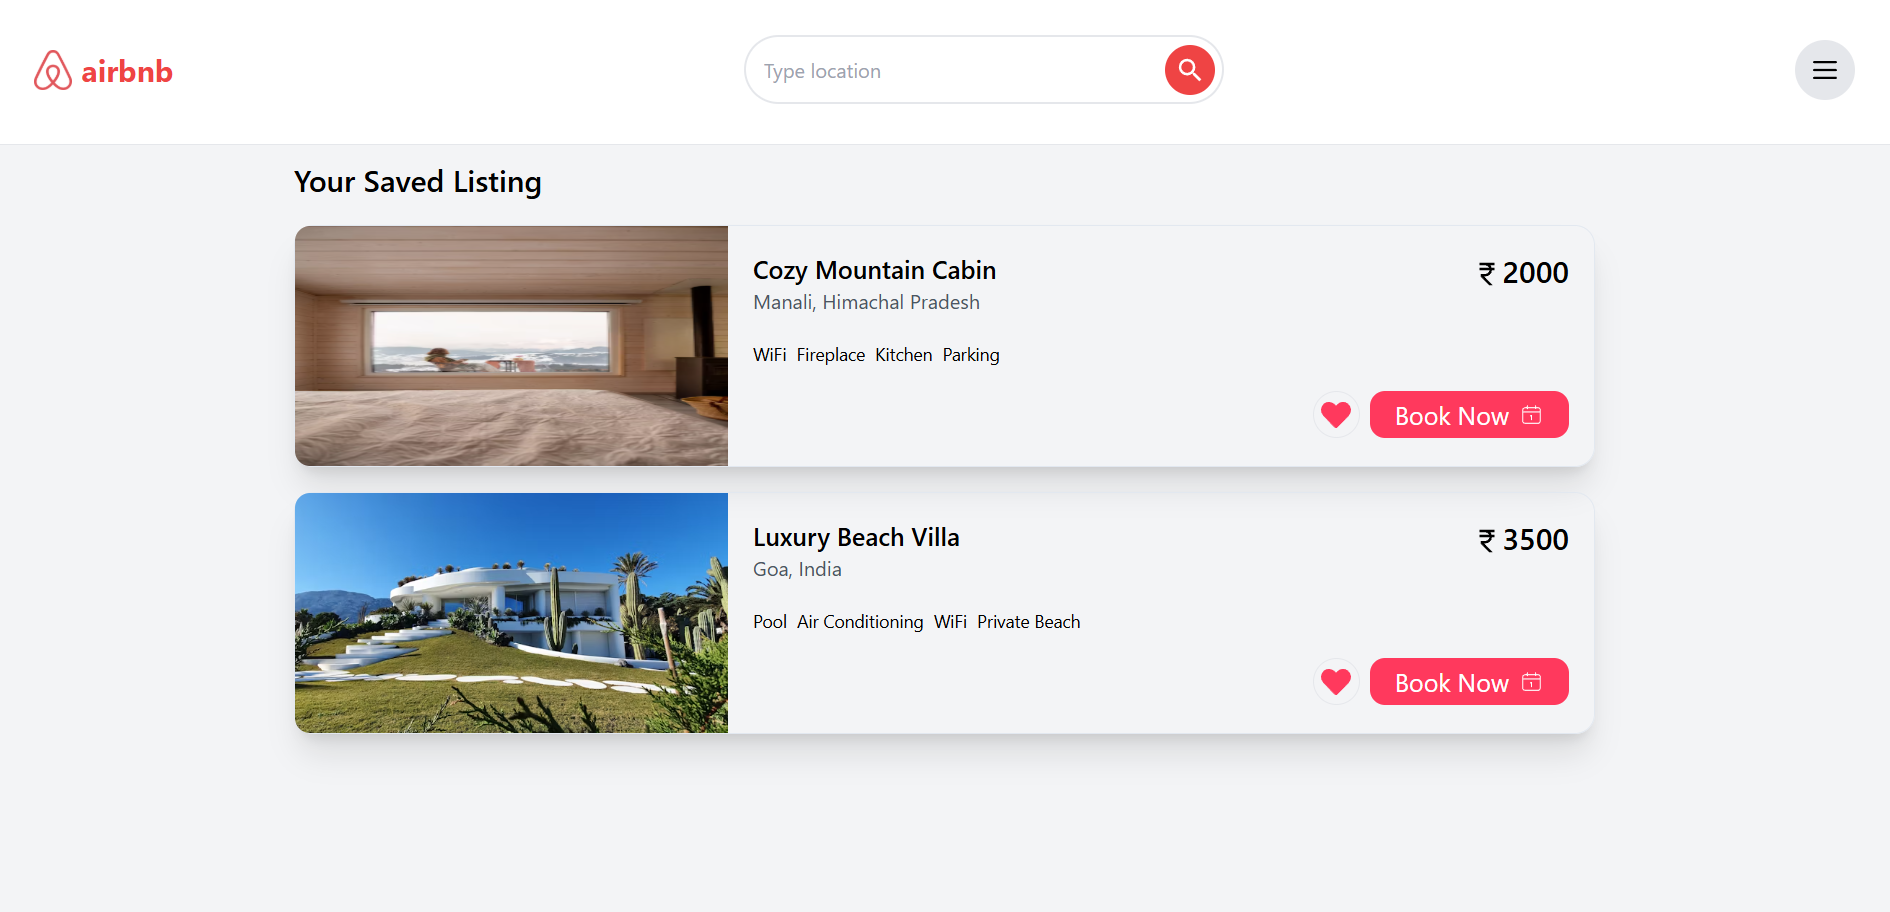 airbnb
Type location
Your Saved Listing
Cozy Mountain Cabin
₹ 2000
Manali, Himachal Pradesh
WiFi Fireplace Kitchen Parking
Book Now
Luxury Beach Villa
₹ 3500
Goa, India
Pool Air Conditioning WiFi Private Beach
Book Now